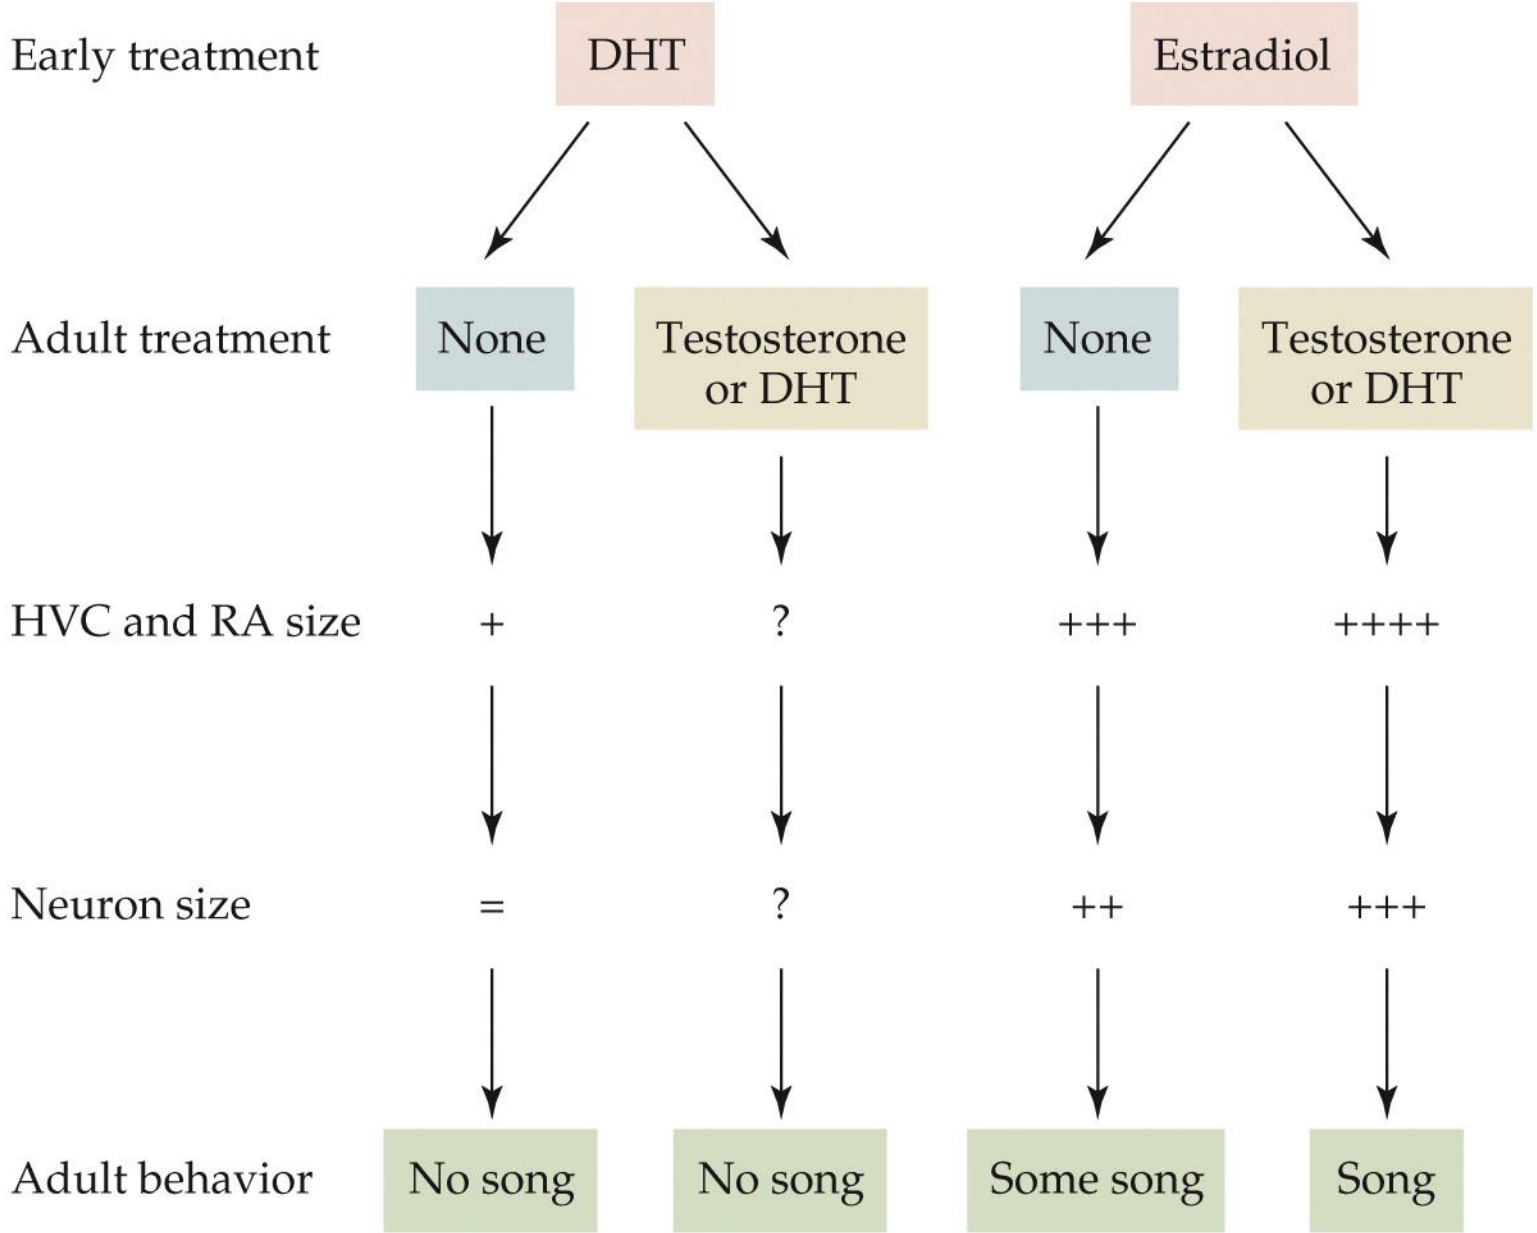 Early treatment DHT Estradiol
Adult treatment None Testosterone or DHT None Testosterone or DHT
HVC and RA size + ? +++ ++++
Neuron size = ? ++ +++
Adult behavior No song No song Some song Song